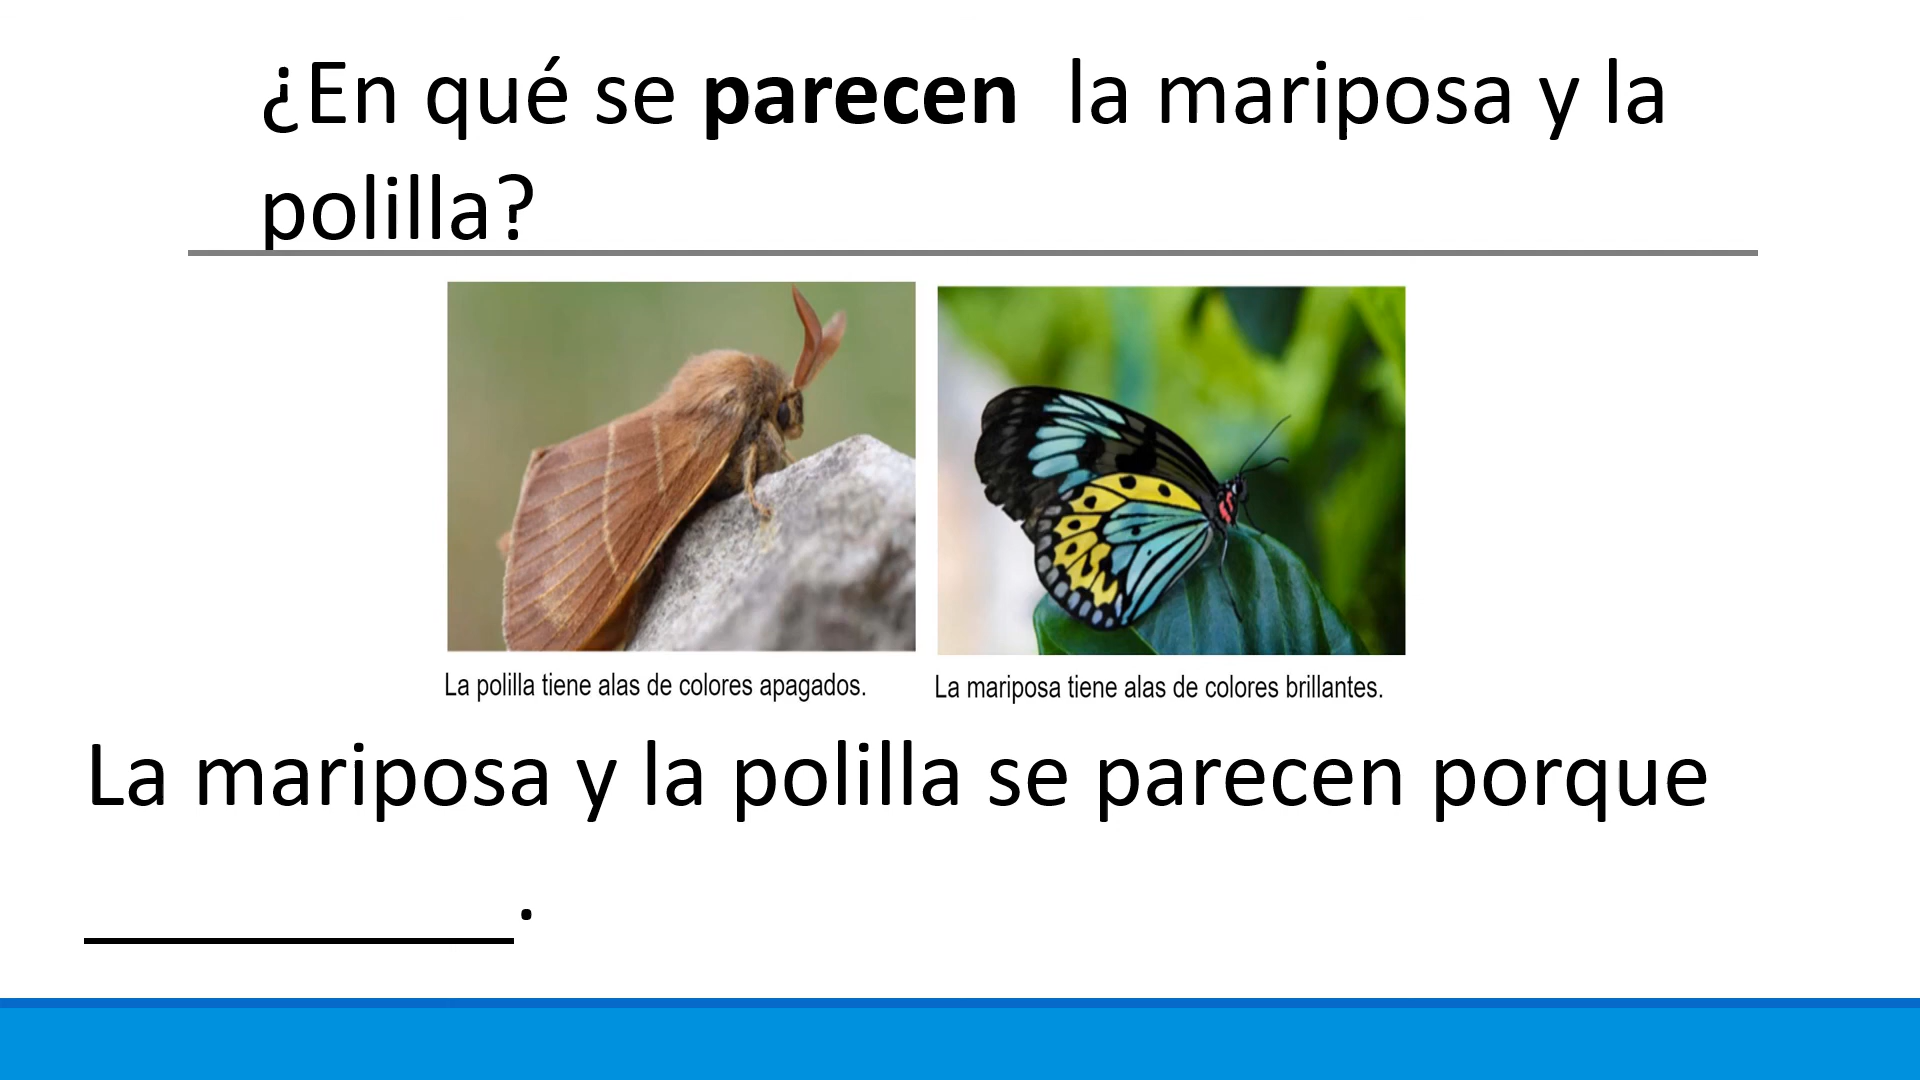 ¿En qué se parecen la mariposa y la
polilla?
La polilla tiene alas de colores apagados.
La mariposa tiene alas de colores brillantes.
La mariposa y la polilla se parecen porque
__________.